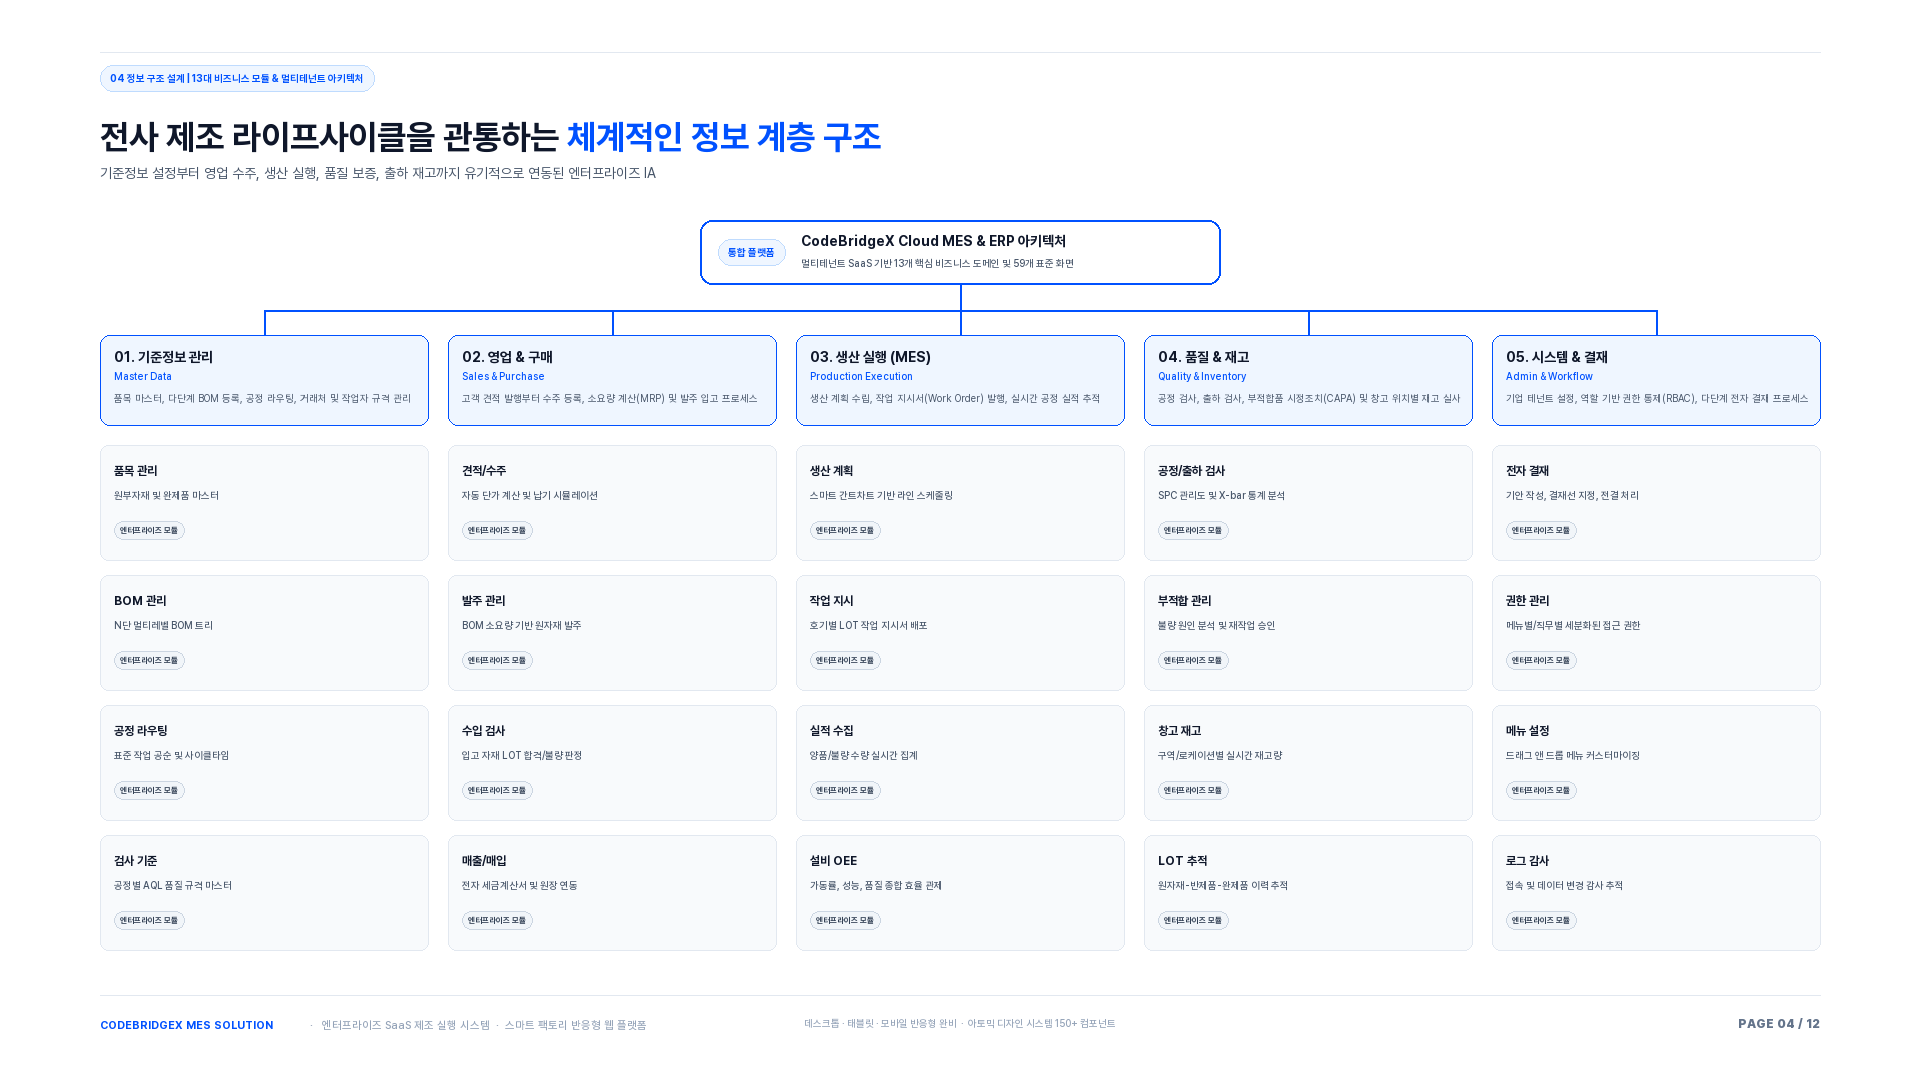 04 정보 구조 설계 | 13대 비즈니스 모듈 & 멀티테넌트 아키텍처
전사 제조 라이프사이클을 관통하는 체계적인 정보 계층 구조
기준정보 설정부터 영업 수주, 생산 실행, 품질 보증, 출하 재고까지 유기적으로 연동된 엔터프라이즈 IA
통합 플랫폼
CodeBridgeX Cloud MES & ERP 아키텍처
멀티테넌트 SaaS 기반 13개 핵심 비즈니스 도메인 및 59개 표준 화면
01. 기준정보 관리
Master Data
품목 마스터, 다단계 BOM 등록, 공정 라우팅, 거래처 및 작업자 규격 관리
품목 관리
원부자재 및 완제품 마스터
엔터프라이즈 모듈
BOM 관리
N단 멀티레벨 BOM 트리
엔터프라이즈 모듈
공정 라우팅
표준 작업 공순 및 사이클타임
엔터프라이즈 모듈
검사 기준
공정별 AQL 품질 규격 마스터
엔터프라이즈 모듈
02. 영업 & 구매
Sales & Purchase
고객 견적 발행부터 수주 등록, 소요량 계산(MRP) 및 발주 입고 프로세스
견적/수주
자동 단가 계산 및 납기 시뮬레이션
엔터프라이즈 모듈
발주 관리
BOM 소요량 기반 원자재 발주
엔터프라이즈 모듈
수입 검사
입고 자재 LOT 합격/불량 판정
엔터프라이즈 모듈
매출/매입
전자 세금계산서 및 원장 연동
엔터프라이즈 모듈
03. 생산 실행 (MES)
Production Execution
생산 계획 수립, 작업 지시서(Work Order) 발행, 실시간 공정 실적 추적
생산 계획
스마트 간트차트 기반 라인 스케줄링
엔터프라이즈 모듈
작업 지시
호기별 LOT 작업 지시서 배포
엔터프라이즈 모듈
실적 수집
양품/불량 수량 실시간 집계
엔터프라이즈 모듈
설비 OEE
가동률, 성능, 품질 종합 효율 관제
엔터프라이즈 모듈
04. 품질 & 재고
Quality & Inventory
공정 검사, 출하 검사, 부적합품 시정조치(CAPA) 및 창고 위치별 재고 실사
공정/출하 검사
SPC 관리도 및 X-bar 통계 분석
엔터프라이즈 모듈
부적합 관리
불량 원인 분석 및 재작업 승인
엔터프라이즈 모듈
창고 재고
구역/로케이션별 실시간 재고량
엔터프라이즈 모듈
LOT 추적
원자재-반제품-완제품 이력 추적
엔터프라이즈 모듈
05. 시스템 & 결재
Admin & Workflow
기업 테넌트 설정, 역할 기반 권한 통제(RBAC), 다단계 전자 결재 프로세스
전자 결재
기안 작성, 결재선 지정, 전결 처리
엔터프라이즈 모듈
권한 관리
메뉴별/직무별 세분화된 접근 권한
엔터프라이즈 모듈
메뉴 설정
드래그 앤 드롭 메뉴 커스터마이징
엔터프라이즈 모듈
로그 감사
접속 및 데이터 변경 감사 추적
엔터프라이즈 모듈
CODEBRIDGEX MES SOLUTION · 엔터프라이즈 SaaS 제조 실행 시스템 · 스마트 팩토리 반응형 웹 플랫폼
데스크톱 · 태블릿 · 모바일 반응형 완비 · 아토믹 디자인 시스템 150+ 컴포넌트
PAGE 04 / 12